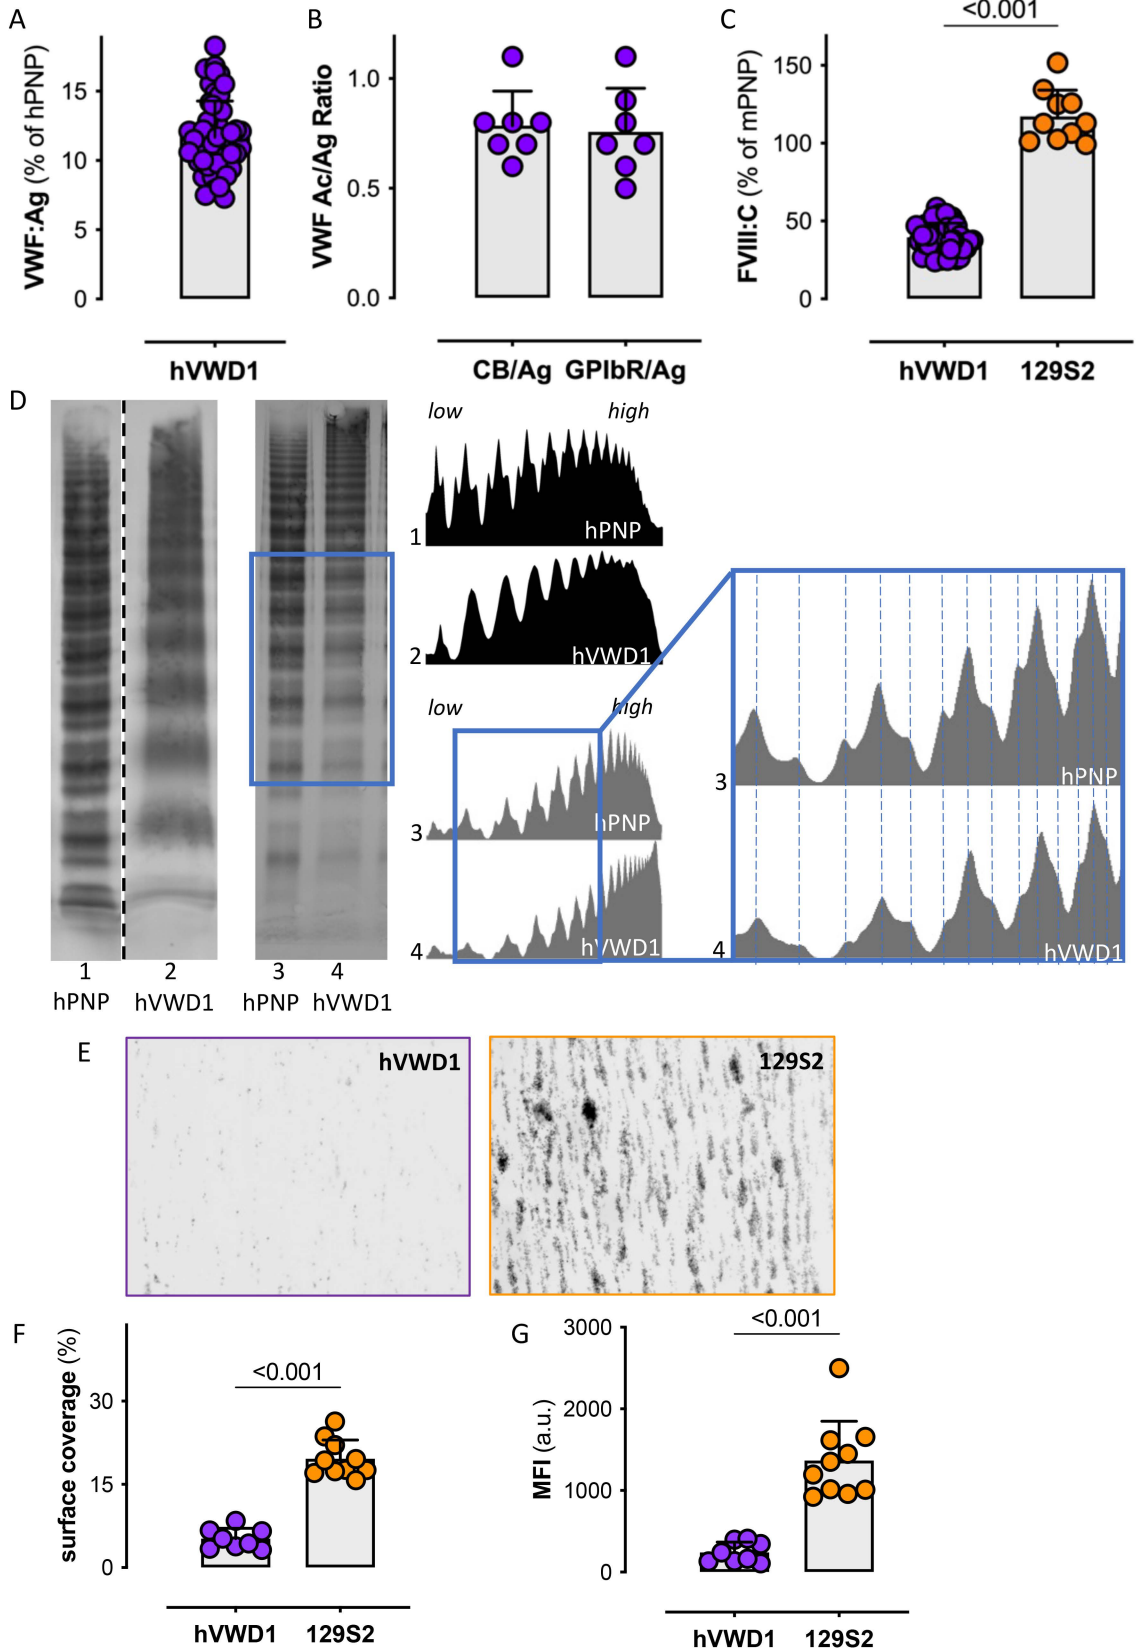 A
VWF:Ag (% of hPNP)
15
10
5
0
hVWD1
B
VWF Ac/Ag Ratio
1.0
0.5
0.0
CB/Ag GPIbR/Ag
C
<0.001
FVIII:C (% of mPNP)
150
100
50
0
hVWD1 129S2
D
1 2 3 4
hPNP hVWD1 hPNP hVWD1
low high
1 hPNP
2 hVWD1
low high
3 hPNP
4 hVWD1
3 hPNP
4 hVWD1
E
hVWD1
129S2
F
surface coverage (%)
<0.001
30
15
0
hVWD1 129S2
G
MFI (a.u.)
<0.001
3000
2000
1000
0
hVWD1 129S2